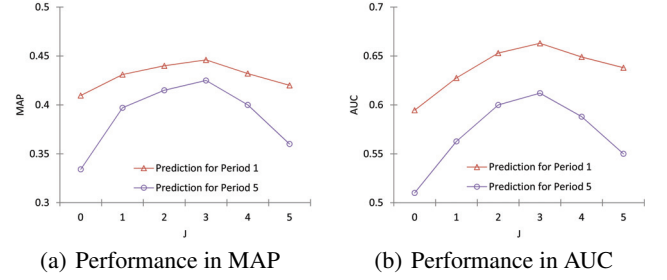 0.5
0.45
0.4
0.35
0.3
MAP
Prediction for Period 1
Prediction for Period 5
0 1 2 3 4 5
J
(a) Performance in MAP
0.7
0.65
0.6
0.55
0.5
AUC
Prediction for Period 1
Prediction for Period 5
0 1 2 3 4 5
J
(b) Performance in AUC